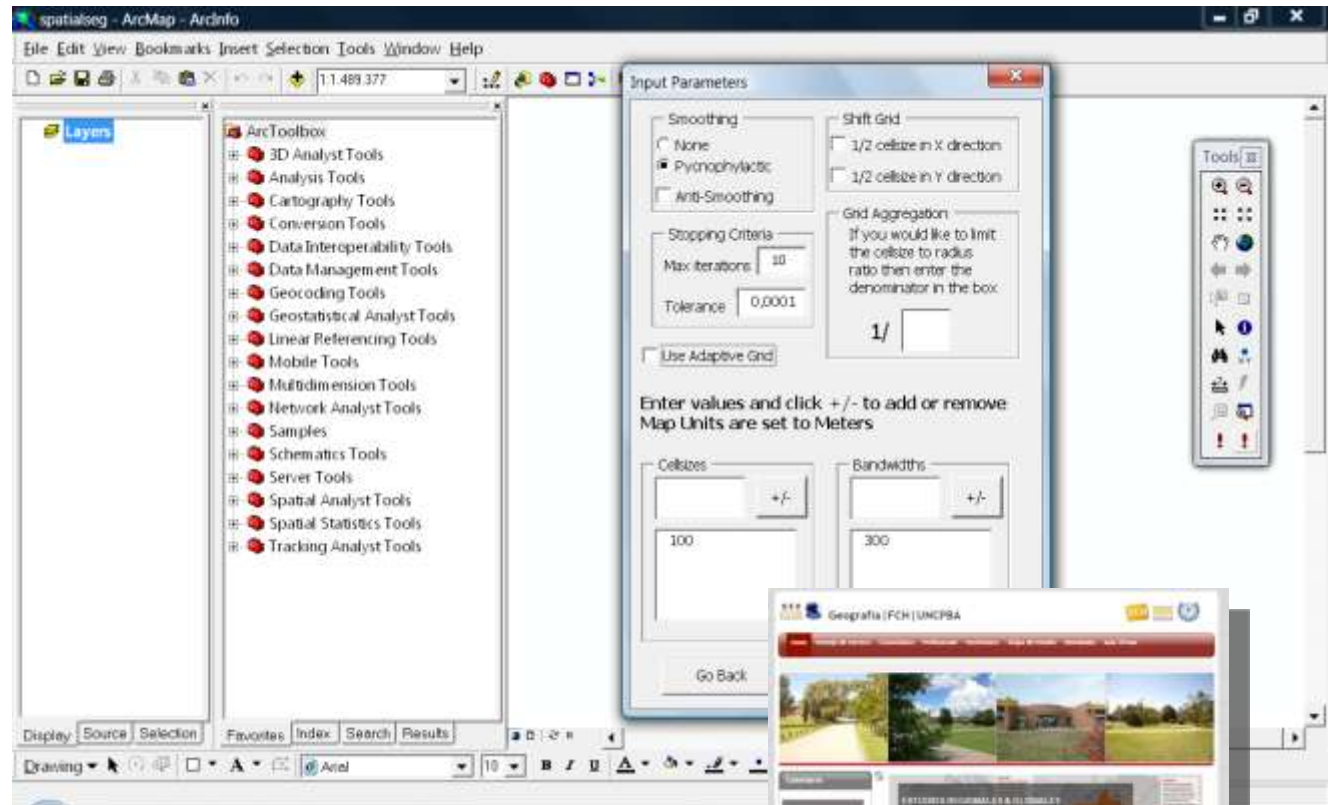 spatialseg - ArcMap - ArcInfo
File Edit View Bookmarks Insert Selection Tools Window Help
1:1.489.377
Layers
Display Source Selection
ArcToolbox
3D Analyst Tools
Analysis Tools
Cartography Tools
Conversion Tools
Data Interoperability Tools
Data Management Tools
Geocoding Tools
Geostatistical Analyst Tools
Linear Referencing Tools
Mobile Tools
Multidimension Tools
Network Analyst Tools
Samples
Schematics Tools
Server Tools
Spatial Analyst Tools
Spatial Statistics Tools
Tracking Analyst Tools
Favorites Index Search Results
Input Parameters
Smoothing
None
Pycnophylactic
Anti-Smoothing
Stopping Criteria
Max iterations 10
Tolerance 0,0001
Use Adaptive Grid
Shift Grid
1/2 cellsize in X direction
1/2 cellsize in Y direction
Grid Aggregation
If you would like to limit
the cellsize to radius
ratio then enter the
denominator in the box
1/
Enter values and click +/- to add or remove
Map Units are set to Meters
Cellsizes
+/-
100
Bandwidths
+/-
300
Go Back
Tools
Geografia | FCH | UNCPBA
ESTUDIOS REGIONALES & GLOBALES
Drawing A Arial 10 B I U A